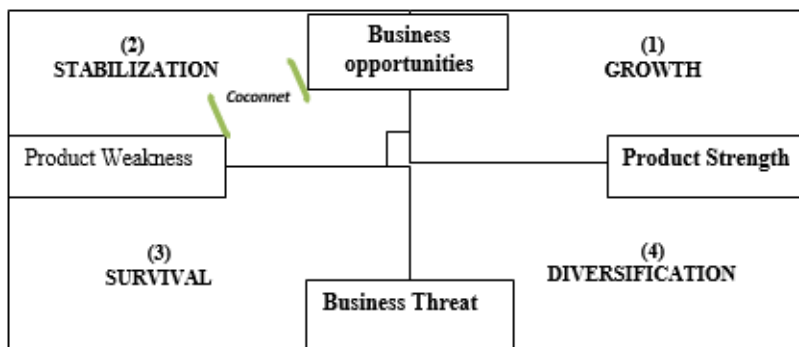 (2)
STABILIZATION
Business
opportunities
(1)
GROWTH
Coconnet
Product Weakness
Product Strength
(3)
SURVIVAL
(4)
DIVERSIFICATION
Business Threat